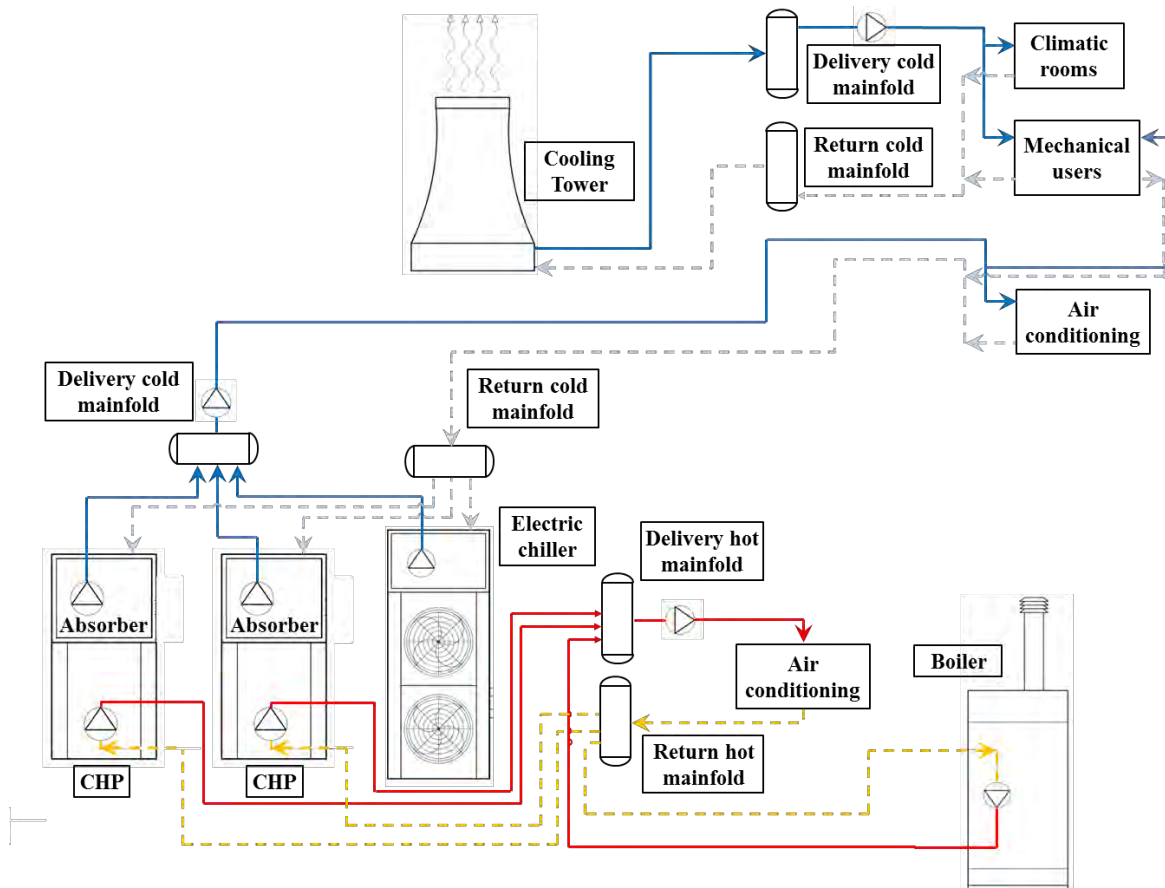 Climatic
rooms
Delivery cold
mainfold
Cooling
Tower
Return cold
mainfold
Mechanical
users
Air
conditioning
Delivery cold
mainfold
Return cold
mainfold
Electric
chiller
Delivery hot
mainfold
Absorber
Absorber
Air
conditioning
Boiler
Return hot
mainfold
CHP
CHP